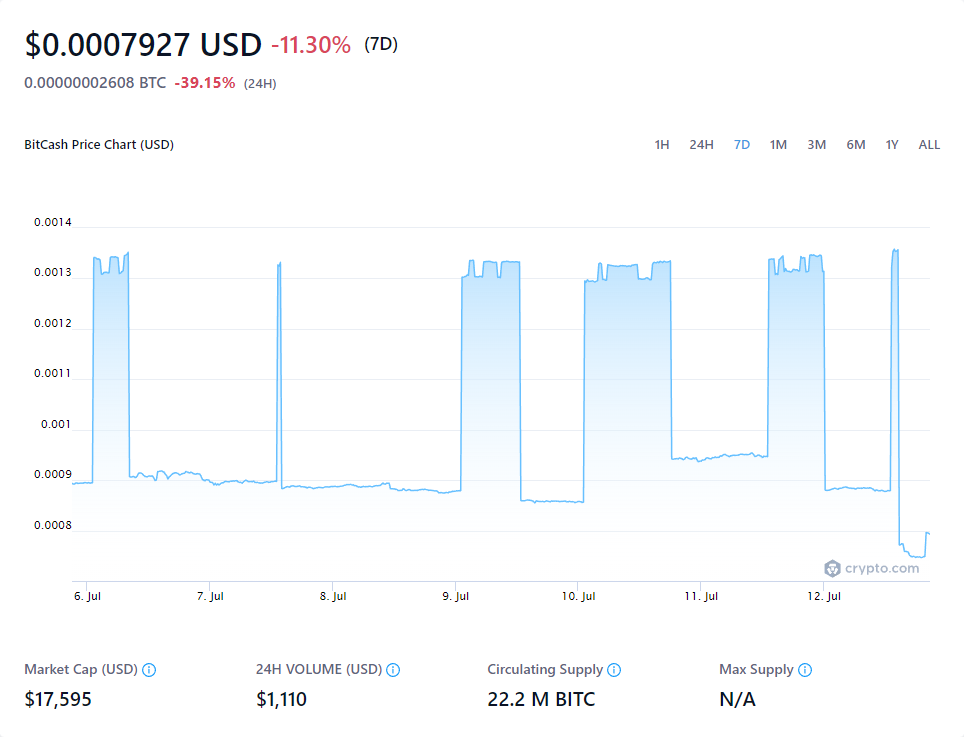 $0.0007927 USD -11.30% (7D)
0.00000002608 BTC -39.15% (24H)
BitCash Price Chart (USD) 1H 24H 7D 1M 3M 6M 1Y ALL
0.0014
0.0013
0.0012
0.0011
0.001
0.0009
0.0008
crypto.com
6. Jul 7. Jul 8. Jul 9. Jul 10. Jul 11. Jul 12. Jul
Market Cap (USD) 24H VOLUME (USD) Circulating Supply Max Supply
$17,595 $1,110 22.2 M BITC N/A